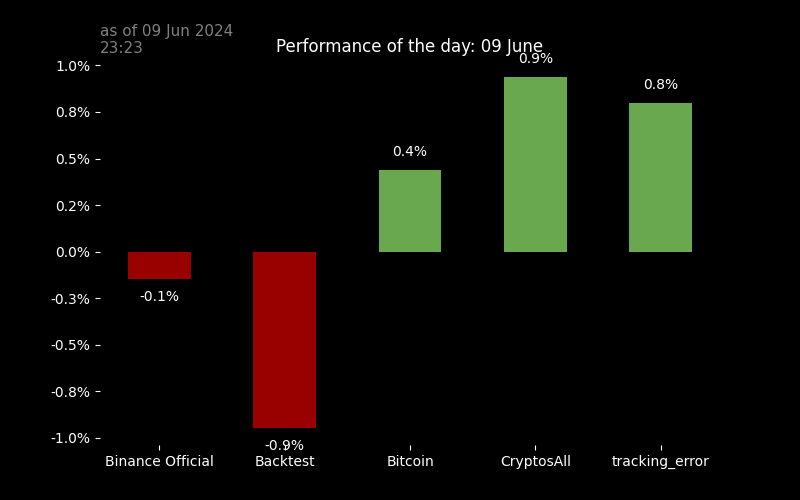 as of 09 Jun 2024
23:23
Performance of the day: 09 June
1.0%
0.8%
0.5%
0.2%
0.0%
-0.3%
-0.5%
-0.8%
-1.0%
-0.1%
-0.9%
0.4%
0.9%
0.8%
Binance Official
Backtest
Bitcoin
CryptosAll
tracking_error